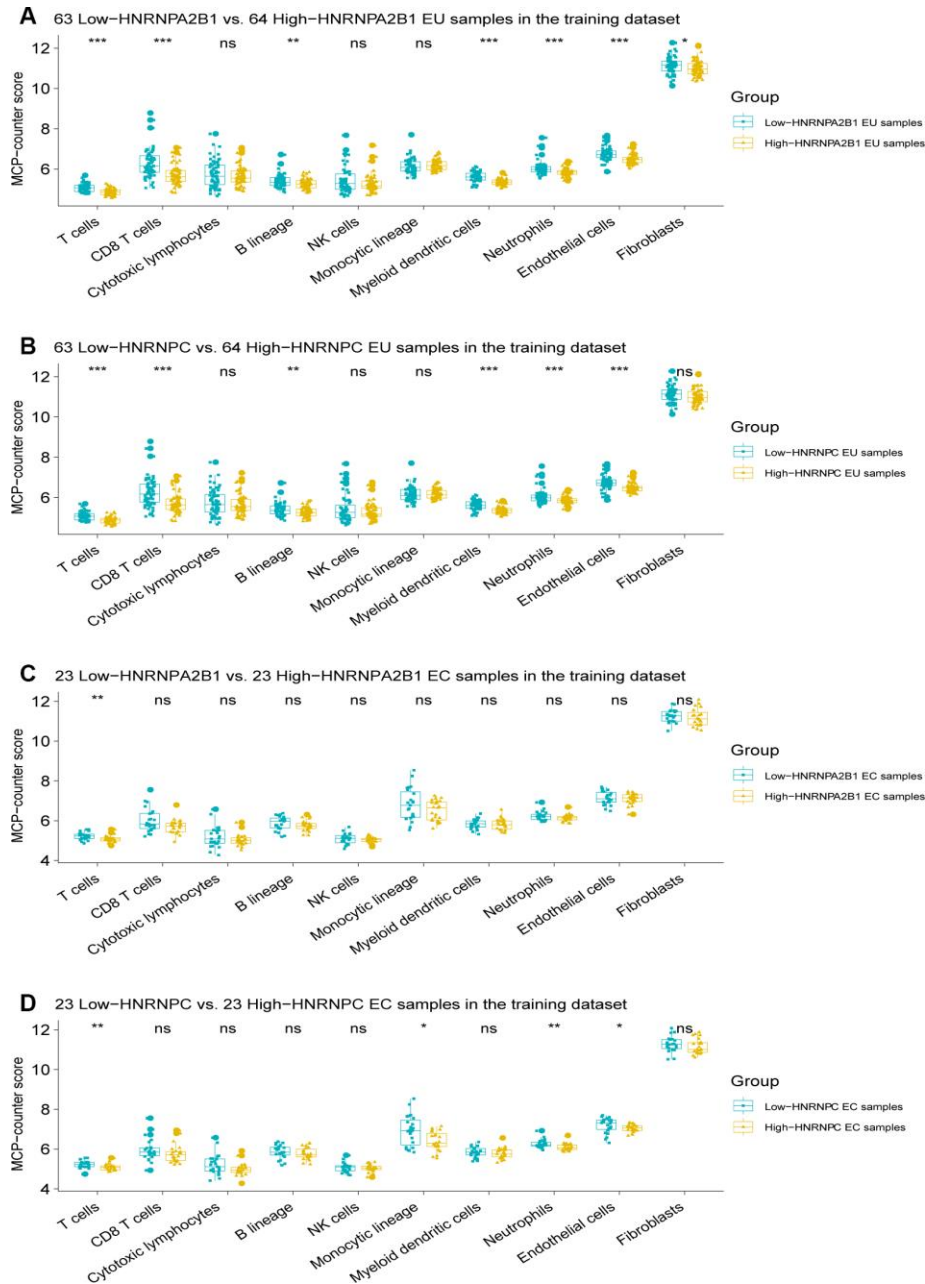 A 63 Low−HNRNPA2B1 vs. 64 High−HNRNPA2B1 EU samples in the training dataset
*** *** ns ** ns ns *** *** *** *
MCP−counter score
12
10
8
6
Group
Low−HNRNPA2B1 EU samples
High−HNRNPA2B1 EU samples
T cells
CD8 T cells
Cytotoxic lymphocytes
B lineage
NK cells
Monocytic lineage
Myeloid dendritic cells
Neutrophils
Endothelial cells
Fibroblasts
B 63 Low−HNRNPC vs. 64 High−HNRNPC EU samples in the training dataset
*** *** ns ** ns ns *** *** *** ns
MCP−counter score
12
10
8
6
Group
Low−HNRNPC EU samples
High−HNRNPC EU samples
T cells
CD8 T cells
Cytotoxic lymphocytes
B lineage
NK cells
Monocytic lineage
Myeloid dendritic cells
Neutrophils
Endothelial cells
Fibroblasts
C 23 Low−HNRNPA2B1 vs. 23 High−HNRNPA2B1 EC samples in the training dataset
** ns ns ns ns ns ns ns ns ns
MCP−counter score
12
10
8
6
4
Group
Low−HNRNPA2B1 EC samples
High−HNRNPA2B1 EC samples
T cells
CD8 T cells
Cytotoxic lymphocytes
B lineage
NK cells
Monocytic lineage
Myeloid dendritic cells
Neutrophils
Endothelial cells
Fibroblasts
D 23 Low−HNRNPC vs. 23 High−HNRNPC EC samples in the training dataset
** ns ns ns ns * ns ** * ns
MCP−counter score
12
10
8
6
4
Group
Low−HNRNPC EC samples
High−HNRNPC EC samples
T cells
CD8 T cells
Cytotoxic lymphocytes
B lineage
NK cells
Monocytic lineage
Myeloid dendritic cells
Neutrophils
Endothelial cells
Fibroblasts